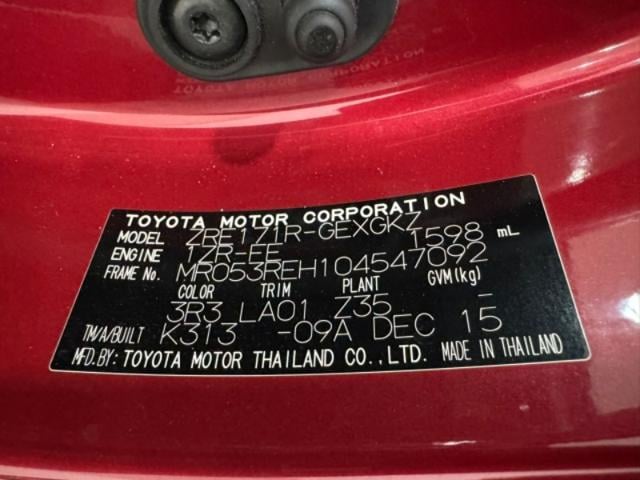 TOYOTA MOTOR CORPORATION
MODEL ZRE171R-GEXGKZ
ENGINE 1ZR-FE 1598 mL
FRAME No. MR053REH104547092
COLOR TRIM PLANT GVM(kg)
3R3 LA01 Z35 -
TM/A/BUILT K313 -09A DEC 15
MFD.BY: TOYOTA MOTOR THAILAND CO.,LTD. MADE IN THAILAND